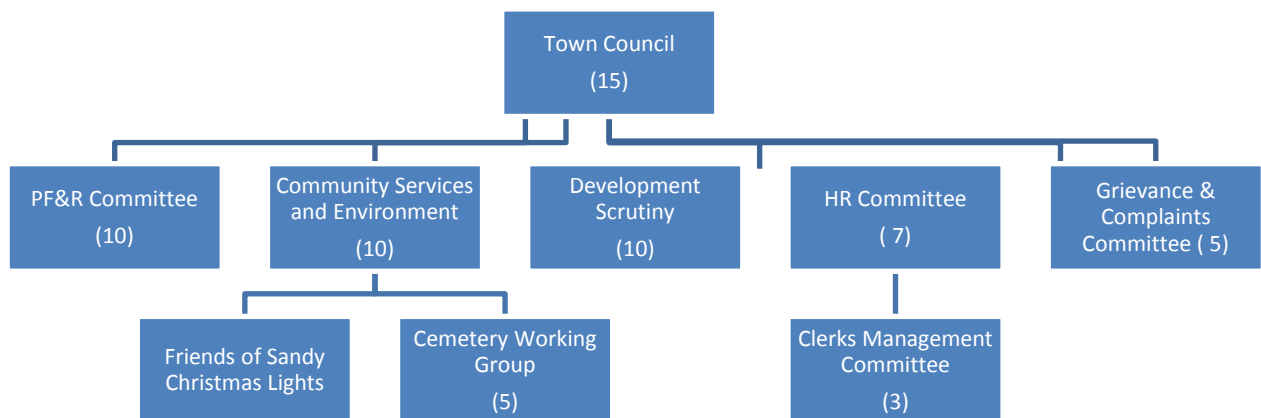 Town Council
(15)
PF&R Committee
(10)
Community Services
and Environment
(10)
Development
Scrutiny
(10)
HR Committee
( 7)
Grievance &
Complaints
Committee ( 5)
Friends of Sandy
Christmas Lights
Cemetery Working
Group
(5)
Clerks Management
Committee
(3)